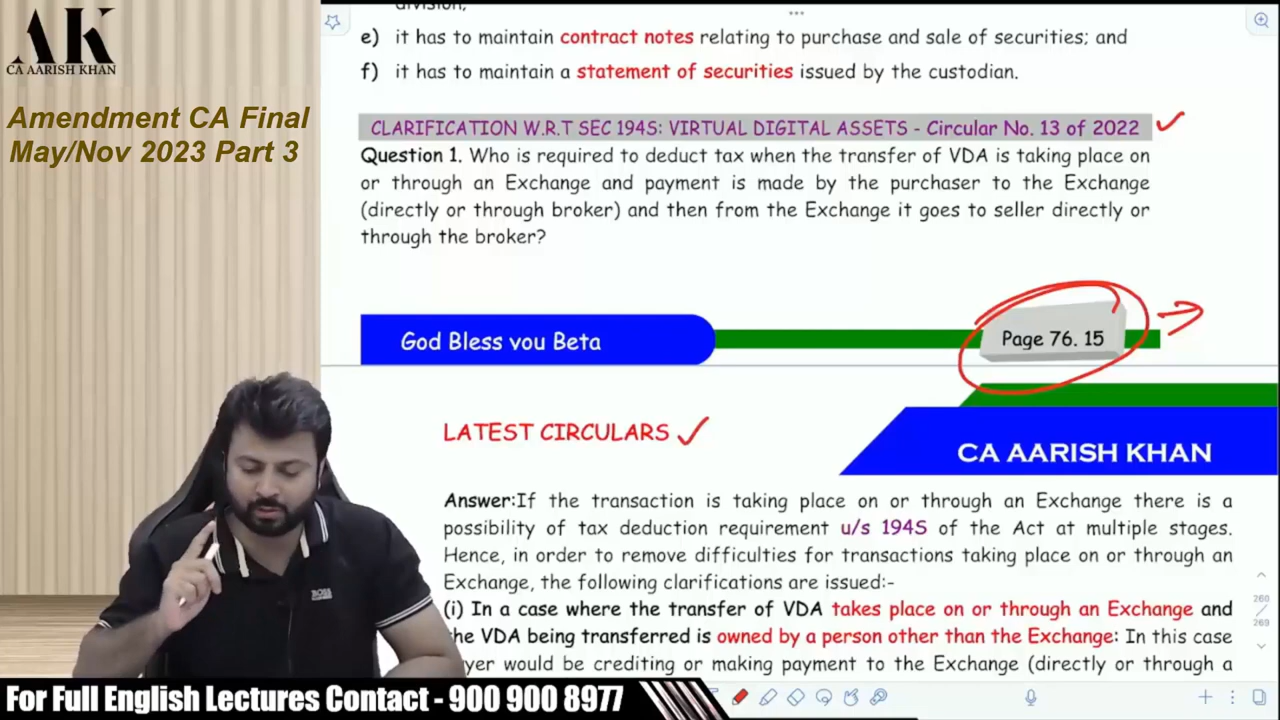 AK
CA AARISH KHAN
Amendment CA Final
May/Nov 2023 Part 3
division;
e) it has to maintain contract notes relating to purchase and sale of securities; and
f) it has to maintain a statement of securities issued by the custodian.
CLARIFICATION W.R.T SEC 194S: VIRTUAL DIGITAL ASSETS - Circular No. 13 of 2022
Question 1. Who is required to deduct tax when the transfer of VDA is taking place on
or through an Exchange and payment is made by the purchaser to the Exchange
(directly or through broker) and then from the Exchange it goes to seller directly or
through the broker?
God Bless you Beta
Page 76. 15
LATEST CIRCULARS
CA AARISH KHAN
Answer:If the transaction is taking place on or through an Exchange there is a
possibility of tax deduction requirement u/s 194S of the Act at multiple stages.
Hence, in order to remove difficulties for transactions taking place on or through an
Exchange, the following clarifications are issued:-
(i) In a case where the transfer of VDA takes place on or through an Exchange and
the VDA being transferred is owned by a person other than the Exchange: In this case
yer would be crediting or making payment to the Exchange (directly or through a
BOSS
260
269
For Full English Lectures Contact - 900 900 8977